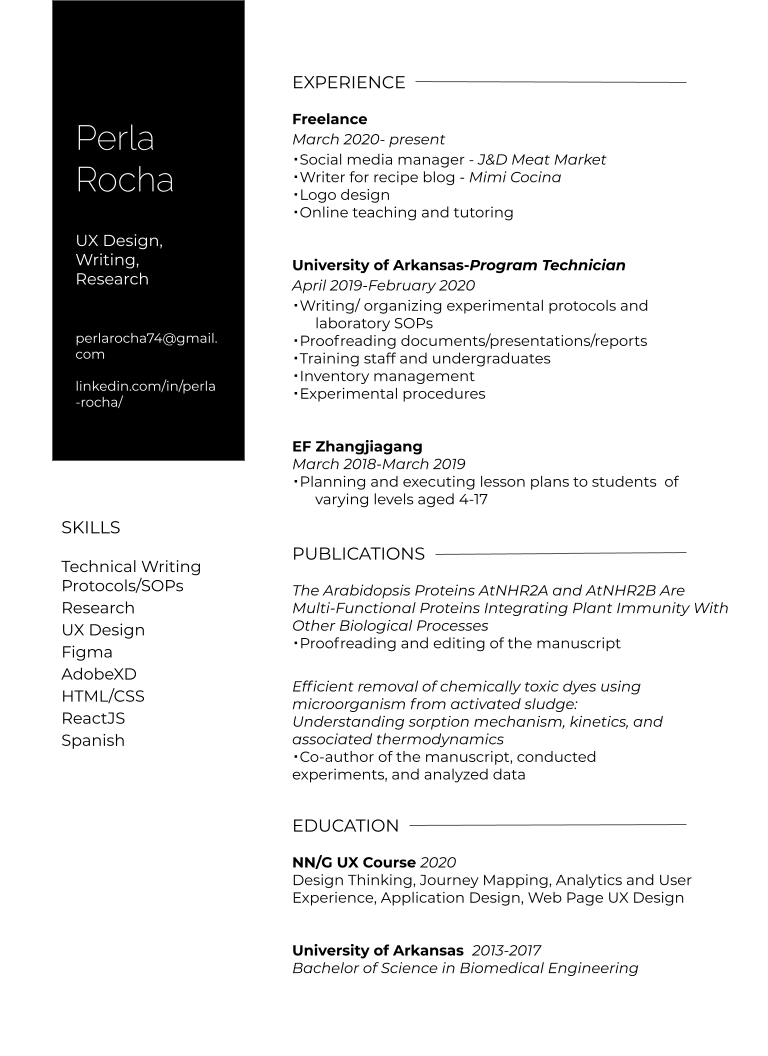 Perla
Rocha
UX Design,
Writing,
Research
perlarocha74@gmail.
com
linkedin.com/in/perla
-rocha/
SKILLS
Technical Writing
Protocols/SOPs
Research
UX Design
Figma
AdobeXD
HTML/CSS
ReactJS
Spanish
EXPERIENCE
Freelance
March 2020- present
•Social media manager - J&D Meat Market
•Writer for recipe blog - Mimi Cocina
•Logo design
•Online teaching and tutoring
University of Arkansas-Program Technician
April 2019-February 2020
•Writing/ organizing experimental protocols and
laboratory SOPs
•Proofreading documents/presentations/reports
•Training staff and undergraduates
•Inventory management
•Experimental procedures
EF Zhangjiagang
March 2018-March 2019
•Planning and executing lesson plans to students  of
varying levels aged 4-17
PUBLICATIONS
The Arabidopsis Proteins AtNHR2A and AtNHR2B Are
Multi-Functional Proteins Integrating Plant Immunity With
Other Biological Processes
•Proofreading and editing of the manuscript
Efficient removal of chemically toxic dyes using
microorganism from activated sludge:
Understanding sorption mechanism, kinetics, and
associated thermodynamics
•Co-author of the manuscript, conducted
experiments, and analyzed data
EDUCATION
NN/G UX Course 2020
Design Thinking, Journey Mapping, Analytics and User
Experience, Application Design, Web Page UX Design
University of Arkansas  2013-2017
Bachelor of Science in Biomedical Engineering